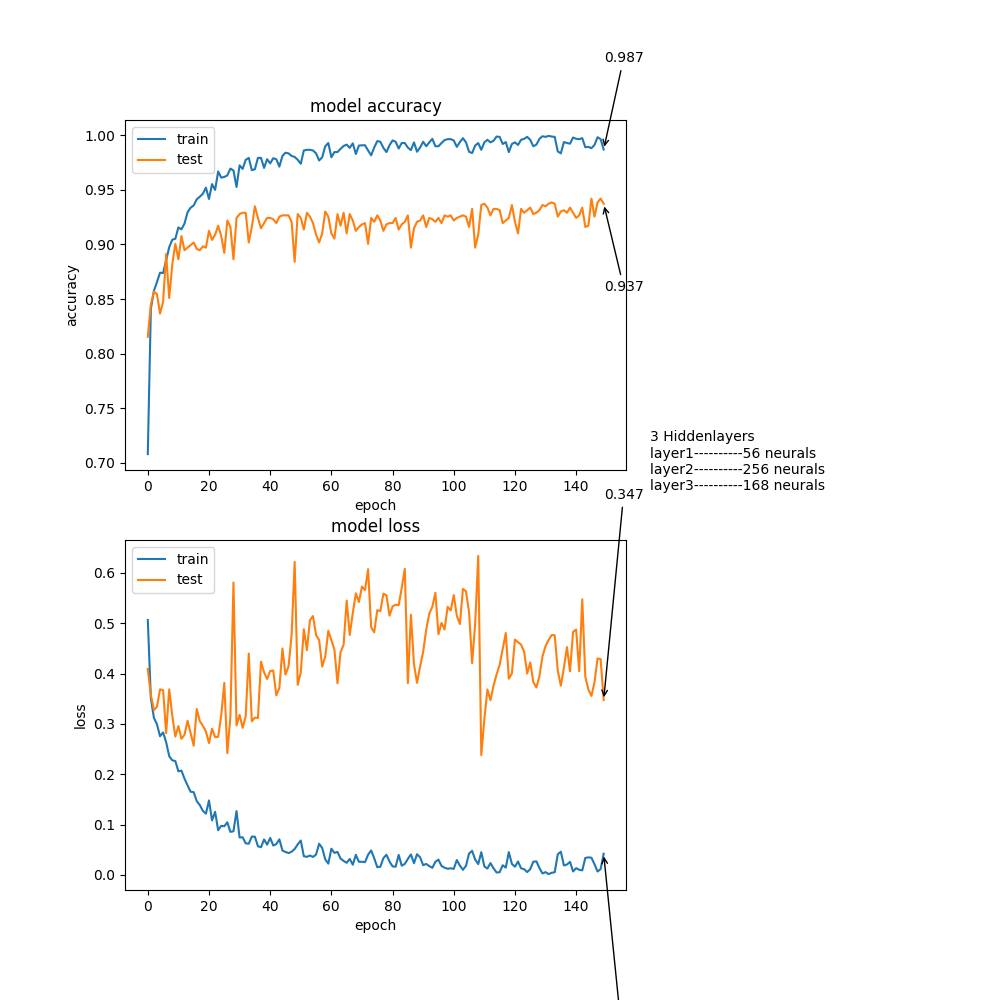 0.987
model accuracy
train
test
1.00
0.95
0.90
0.85
0.80
0.75
0.70
accuracy
0.937
0 20 40 60 80 100 120 140
epoch
3 Hiddenlayers
layer1----------56 neurals
layer2----------256 neurals
layer3----------168 neurals
0.347
model loss
train
test
0.6
0.5
0.4
0.3
0.2
0.1
0.0
loss
0 20 40 60 80 100 120 140
epoch